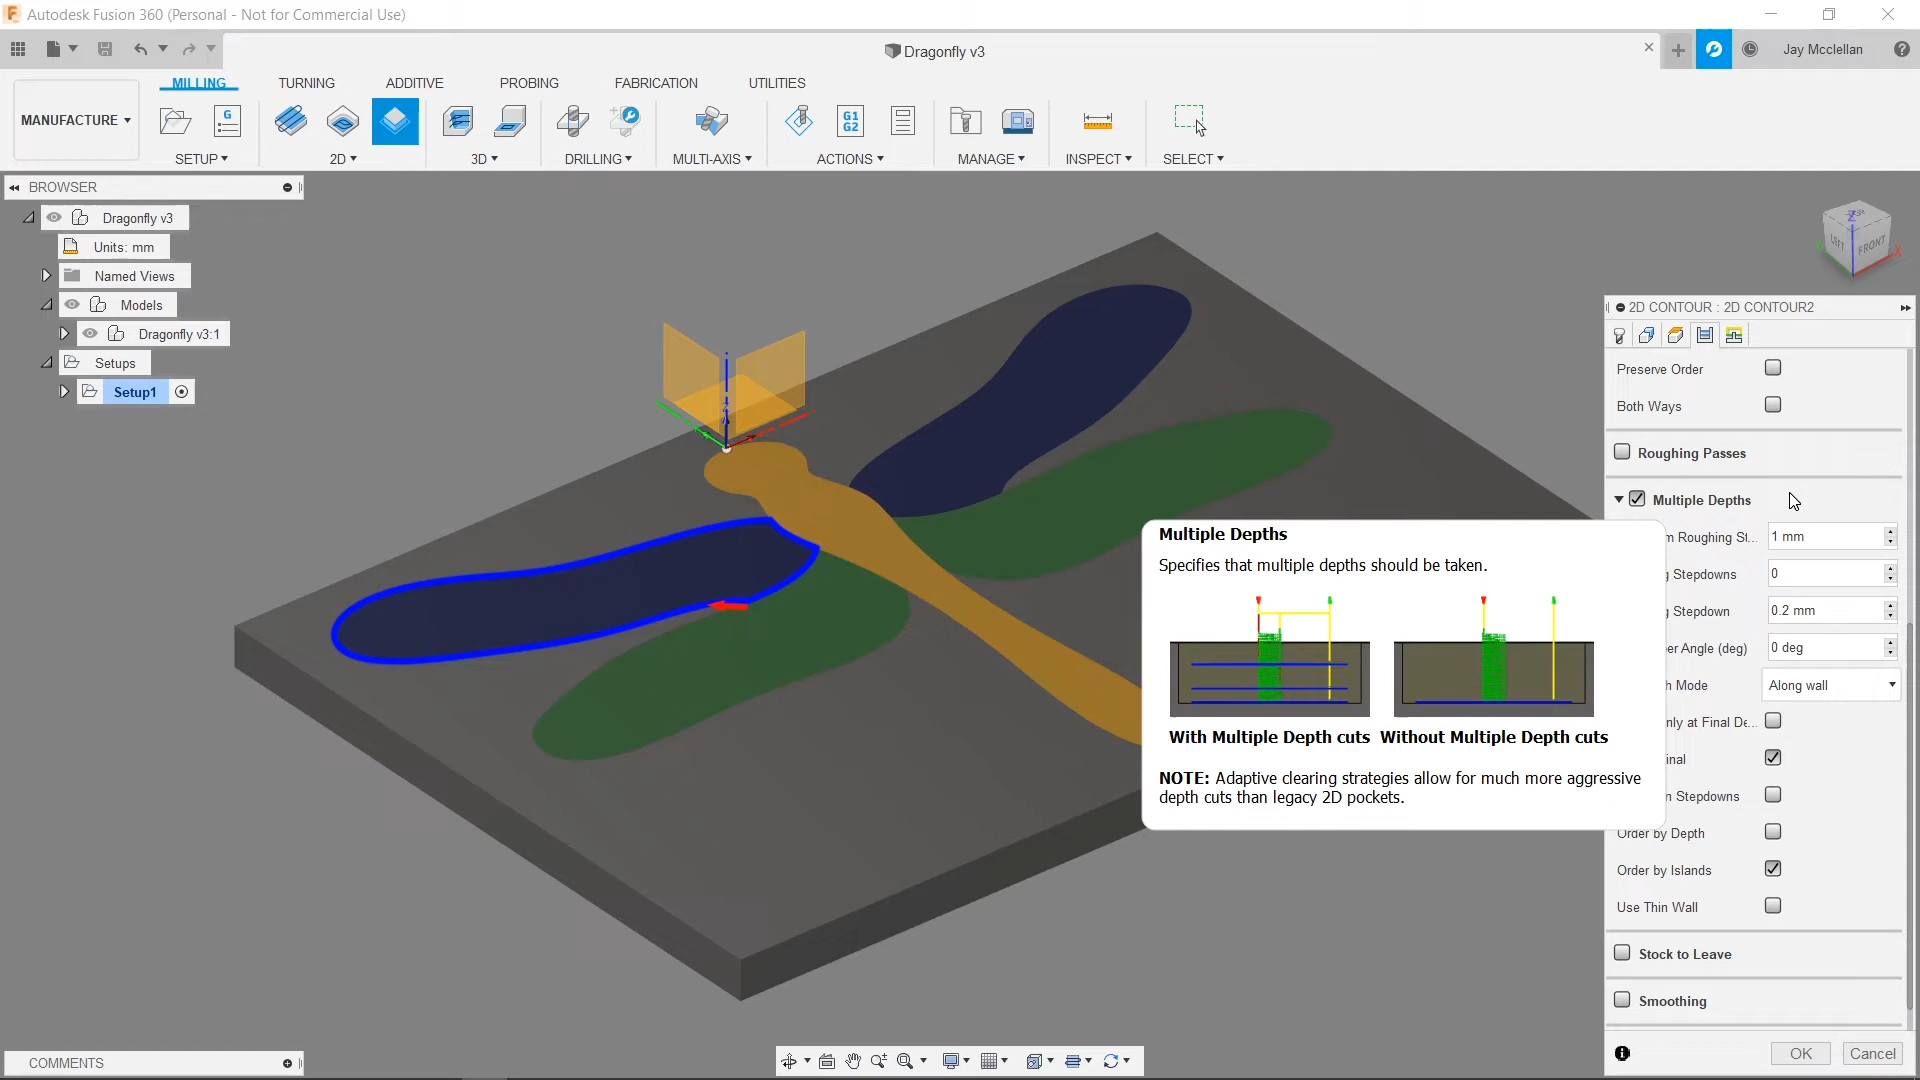 Autodesk Fusion 360 (Personal - Not for Commercial Use)
Dragonfly v3
Jay Mcclellan
MANUFACTURE
MILLING
TURNING
ADDITIVE
PROBING
FABRICATION
UTILITIES
G
G1
G2
SETUP
2D
3D
DRILLING
MULTI-AXIS
ACTIONS
MANAGE
INSPECT
SELECT
BROWSER
Dragonfly v3
Units: mm
Named Views
Models
Dragonfly v3:1
Setups
Setup1
Z
LEFT
FRONT
X
2D CONTOUR : 2D CONTOUR2
Preserve Order
Both Ways
Roughing Passes
Multiple Depths
m Roughing St...
1 mm
g Stepdowns
0
g Stepdown
0.2 mm
er Angle (deg)
0 deg
h Mode
Along wall
nly at Final De...
inal
n Stepdowns
Order by Depth
Order by Islands
Use Thin Wall
Stock to Leave
Smoothing
OK
Cancel
Multiple Depths
Specifies that multiple depths should be taken.
With Multiple Depth cuts
Without Multiple Depth cuts
NOTE: Adaptive clearing strategies allow for much more aggressive
depth cuts than legacy 2D pockets.
COMMENTS